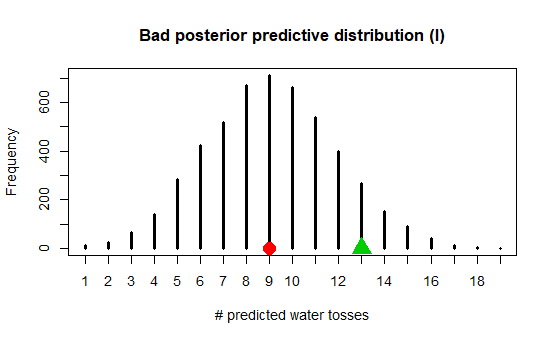 Bad posterior predictive distribution (I)
Frequency
600
400
200
0
1 2 3 4 5 6 7 8 9 10 12 14 16 18
# predicted water tosses